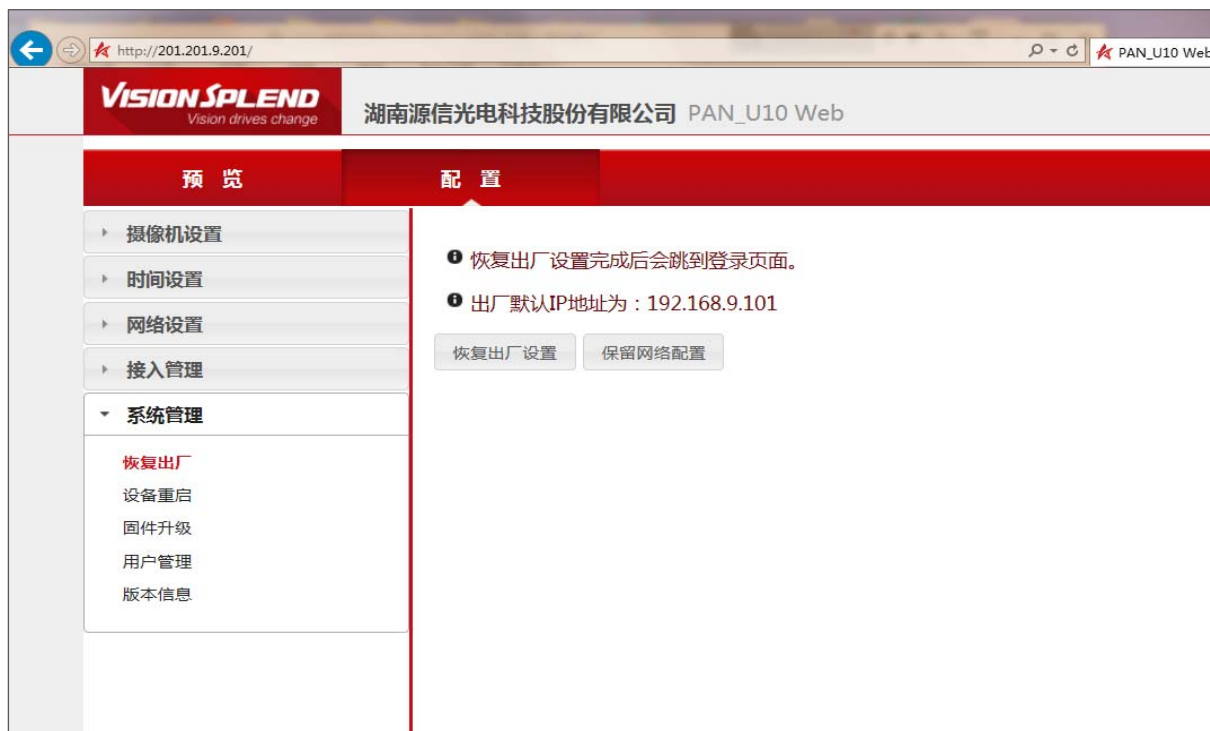 http://201.201.9.201/
PAN_U10 Web
VISION SPLEND
Vision drives change
湖南源信光电科技股份有限公司 PAN_U10 Web
预 览
配 置
摄像机设置
时间设置
网络设置
接入管理
系统管理
恢复出厂
设备重启
固件升级
用户管理
版本信息
恢复出厂设置完成后会跳到登录页面。
出厂默认IP地址为：192.168.9.101
恢复出厂设置 保留网络配置